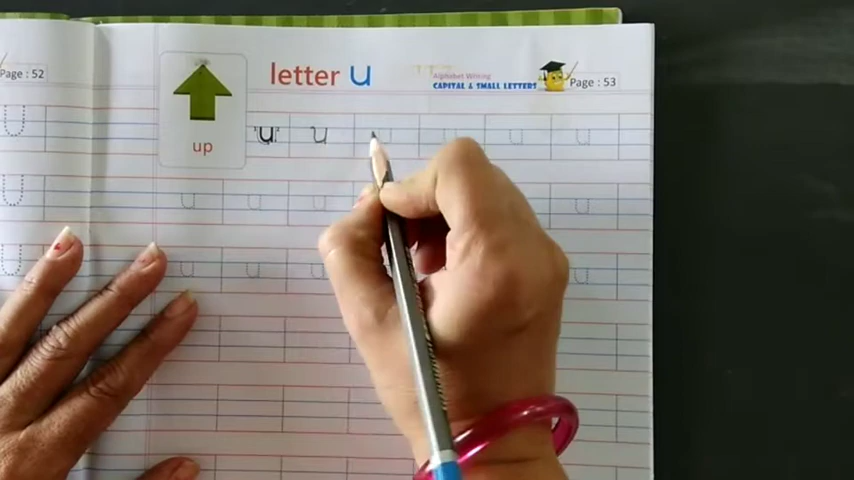 Page : 52
letter u
Alphabet Writing
CAPITAL & SMALL LETTERS
Page : 53
up
u u u u u u
u u u u
u u u u